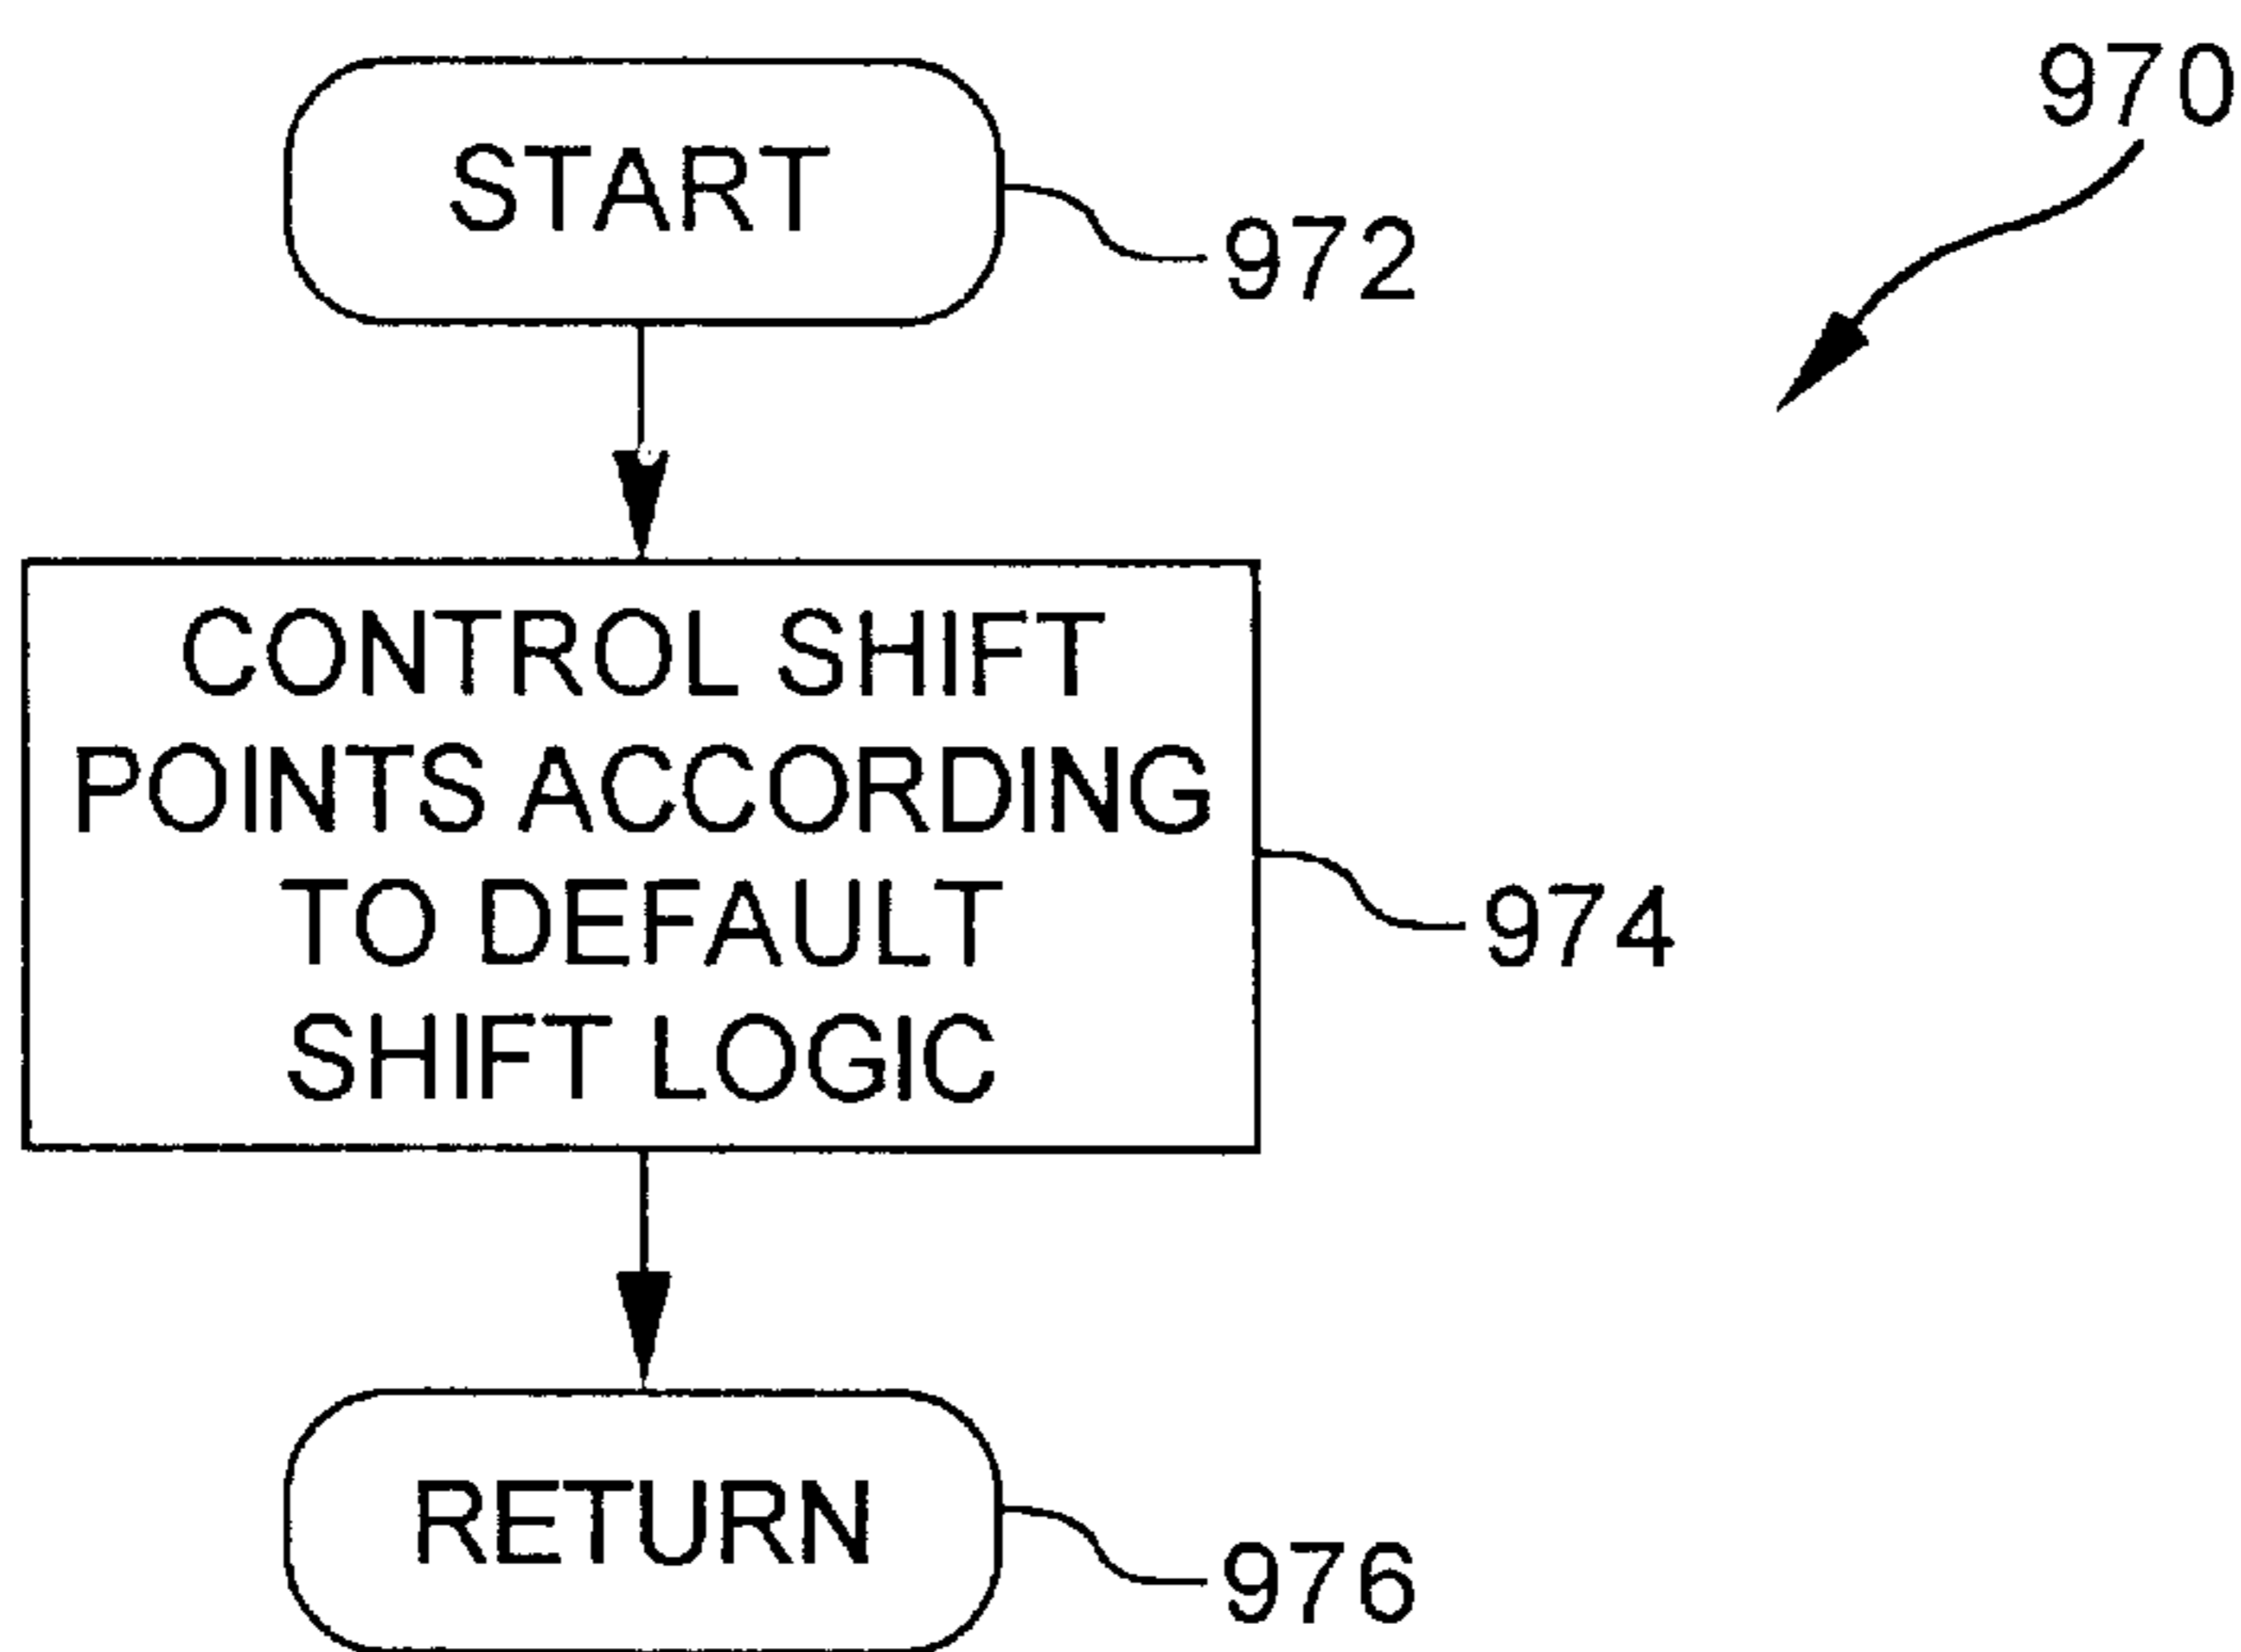 970
START
972
CONTROL SHIFT
POINTS ACCORDING
TO DEFAULT
SHIFT LOGIC
974
RETURN
976